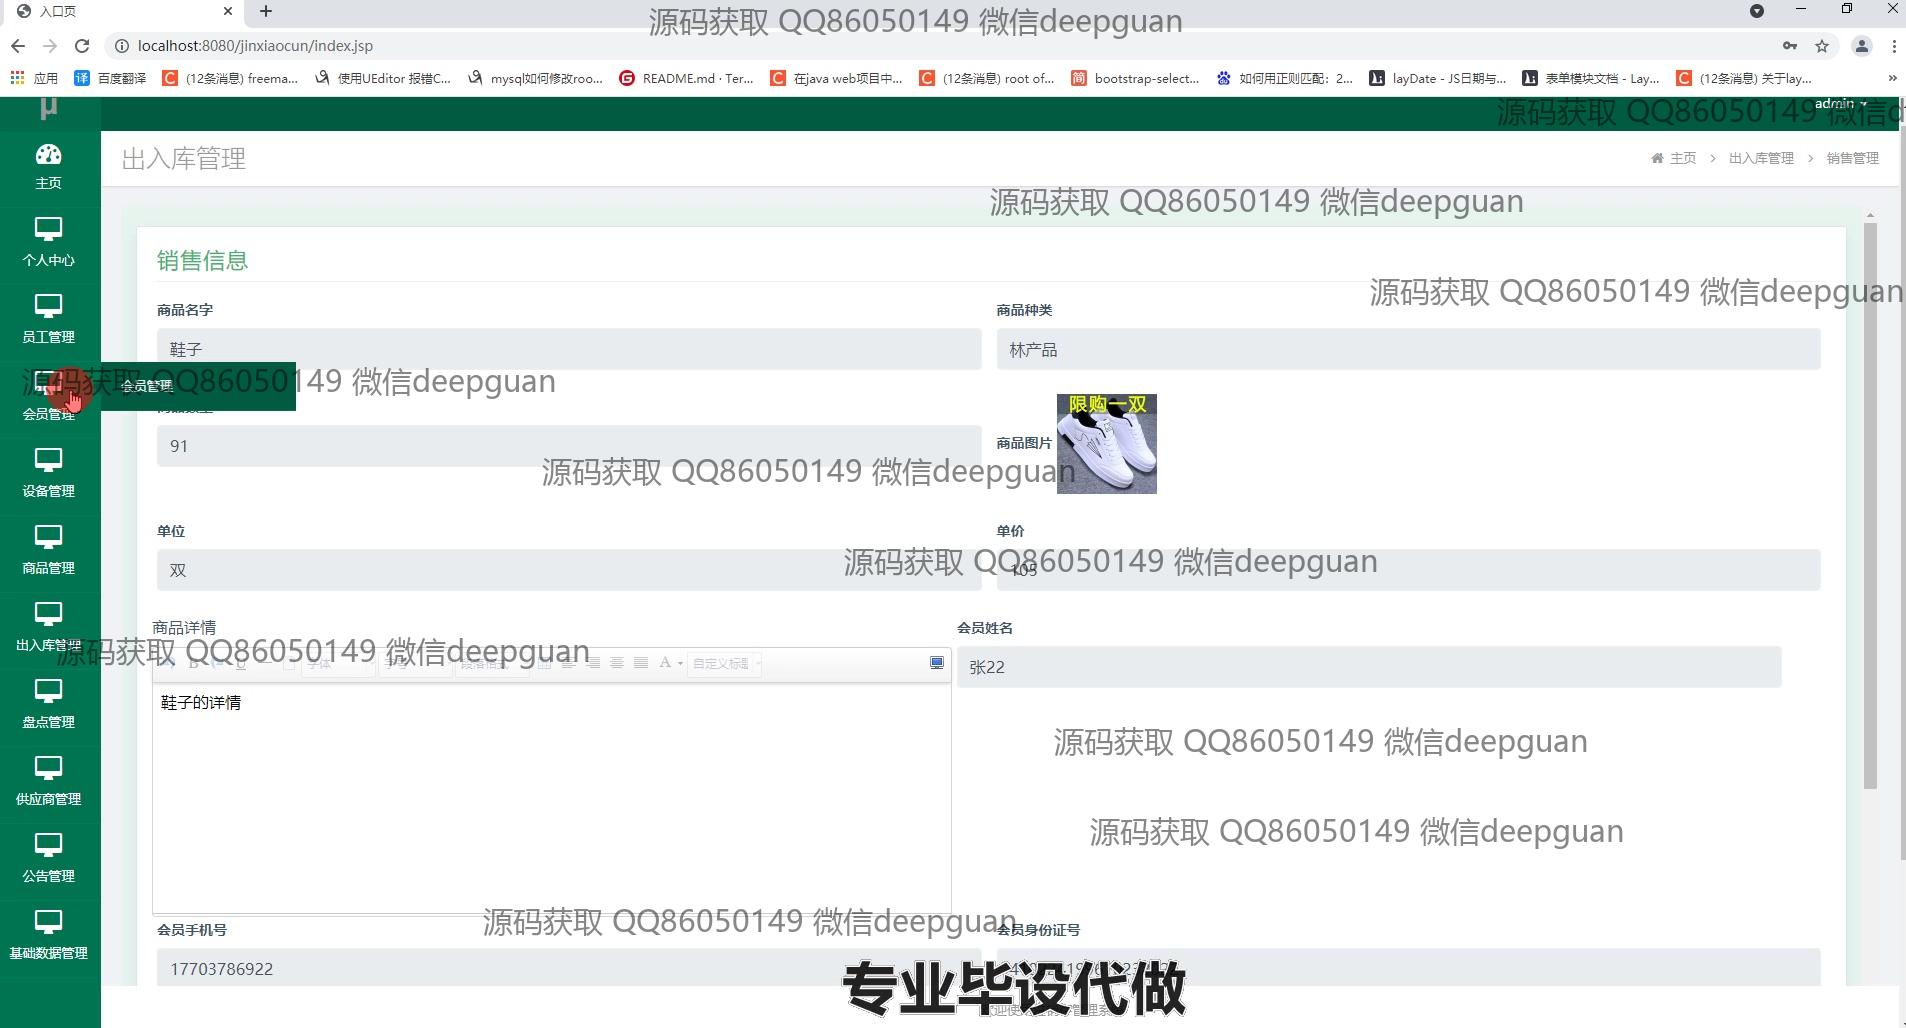 入口页
源码获取 QQ86050149 微信deepguan
localhost:8080/jinxiaocun/index.jsp
应用 百度翻译 (12条消息) freema... 使用UEditor 报错C... mysql如何修改roo... README.md · Ter... 在java web项目中... (12条消息) root of... bootstrap-select... 如何用正则匹配：2... layDate - JS日期与... 表单模块文档 - Lay... (12条消息) 关于lay...
μ
admin
源码获取 QQ86050149 微信d
出入库管理
主页 > 出入库管理 > 销售管理
主页
源码获取 QQ86050149 微信deepguan
个人中心
销售信息
源码获取 QQ86050149 微信deepguan
商品名字 商品种类
员工管理
鞋子 林产品
源码获取 QQ86050149 微信deepguan
会员管理
会员管理
限购一双
91
商品图片
源码获取 QQ86050149 微信deepguan
设备管理
单位 单价
源码获取 QQ86050149 微信deepguan
商品管理
双 105
商品详情 会员姓名
出入库管理
源码获取 QQ86050149 微信deepguan
字体 段落格式 自定义标题
张22
鞋子的详情
盘点管理
源码获取 QQ86050149 微信deepguan
供应商管理
源码获取 QQ86050149 微信deepguan
公告管理
源码获取 QQ86050149 微信deepguan
会员手机号 会员身份证号
基础数据管理
17703786922
专业毕设代做